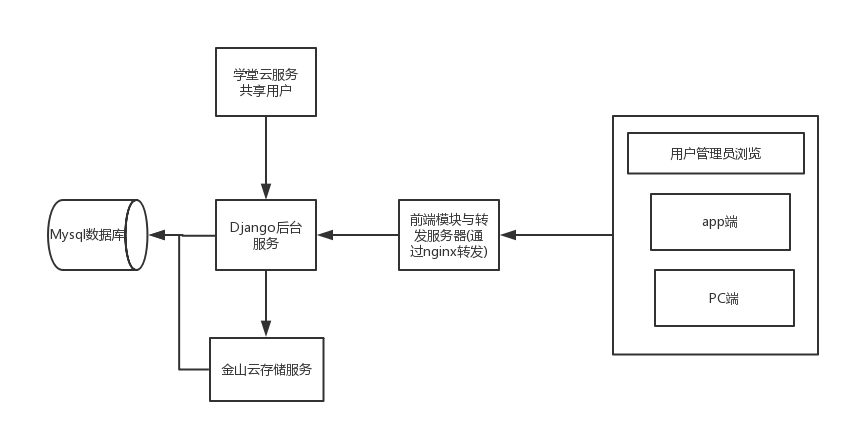 学堂云服务
共享用户
用户管理员浏览
app端
PC端
前端模块与转
发服务器(通
过nginx转发)
Django后台
服务
Mysql数据库
金山云存储服务